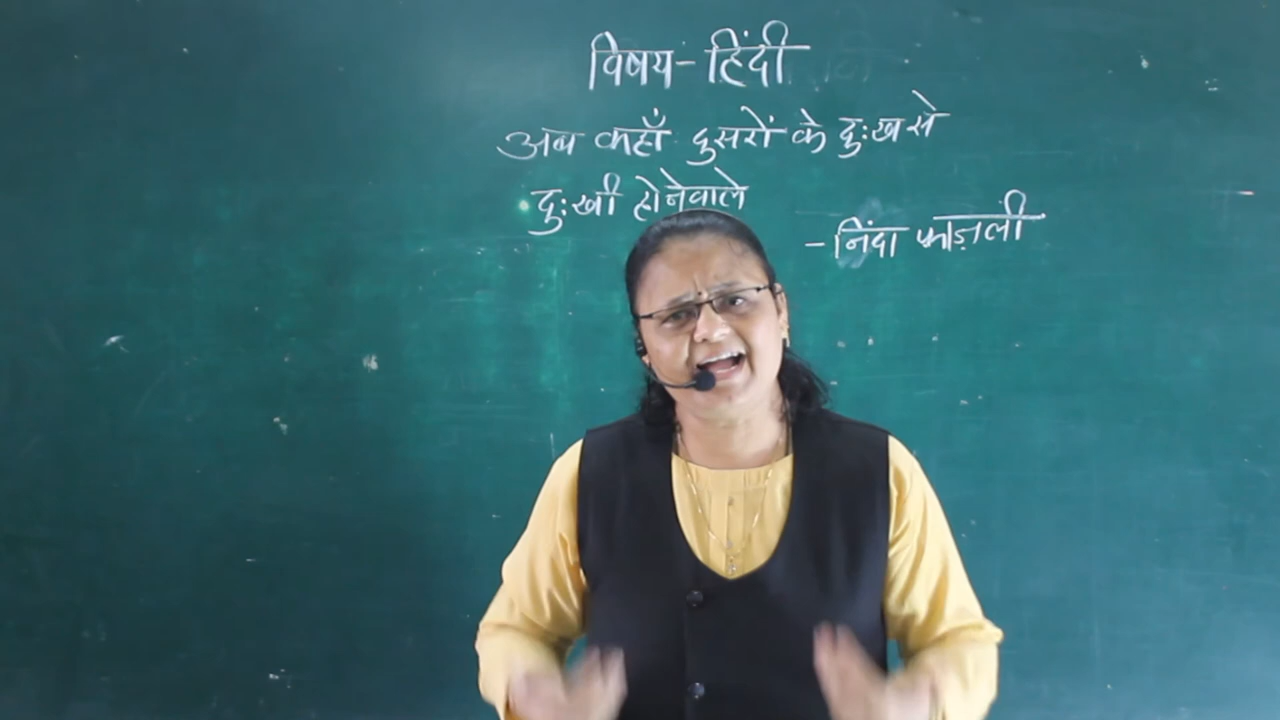 विषय- हिंदी
अब कहाँ दुसरों के दुःख से
दुःखी होनेवाले
- निंदा फाज़ली